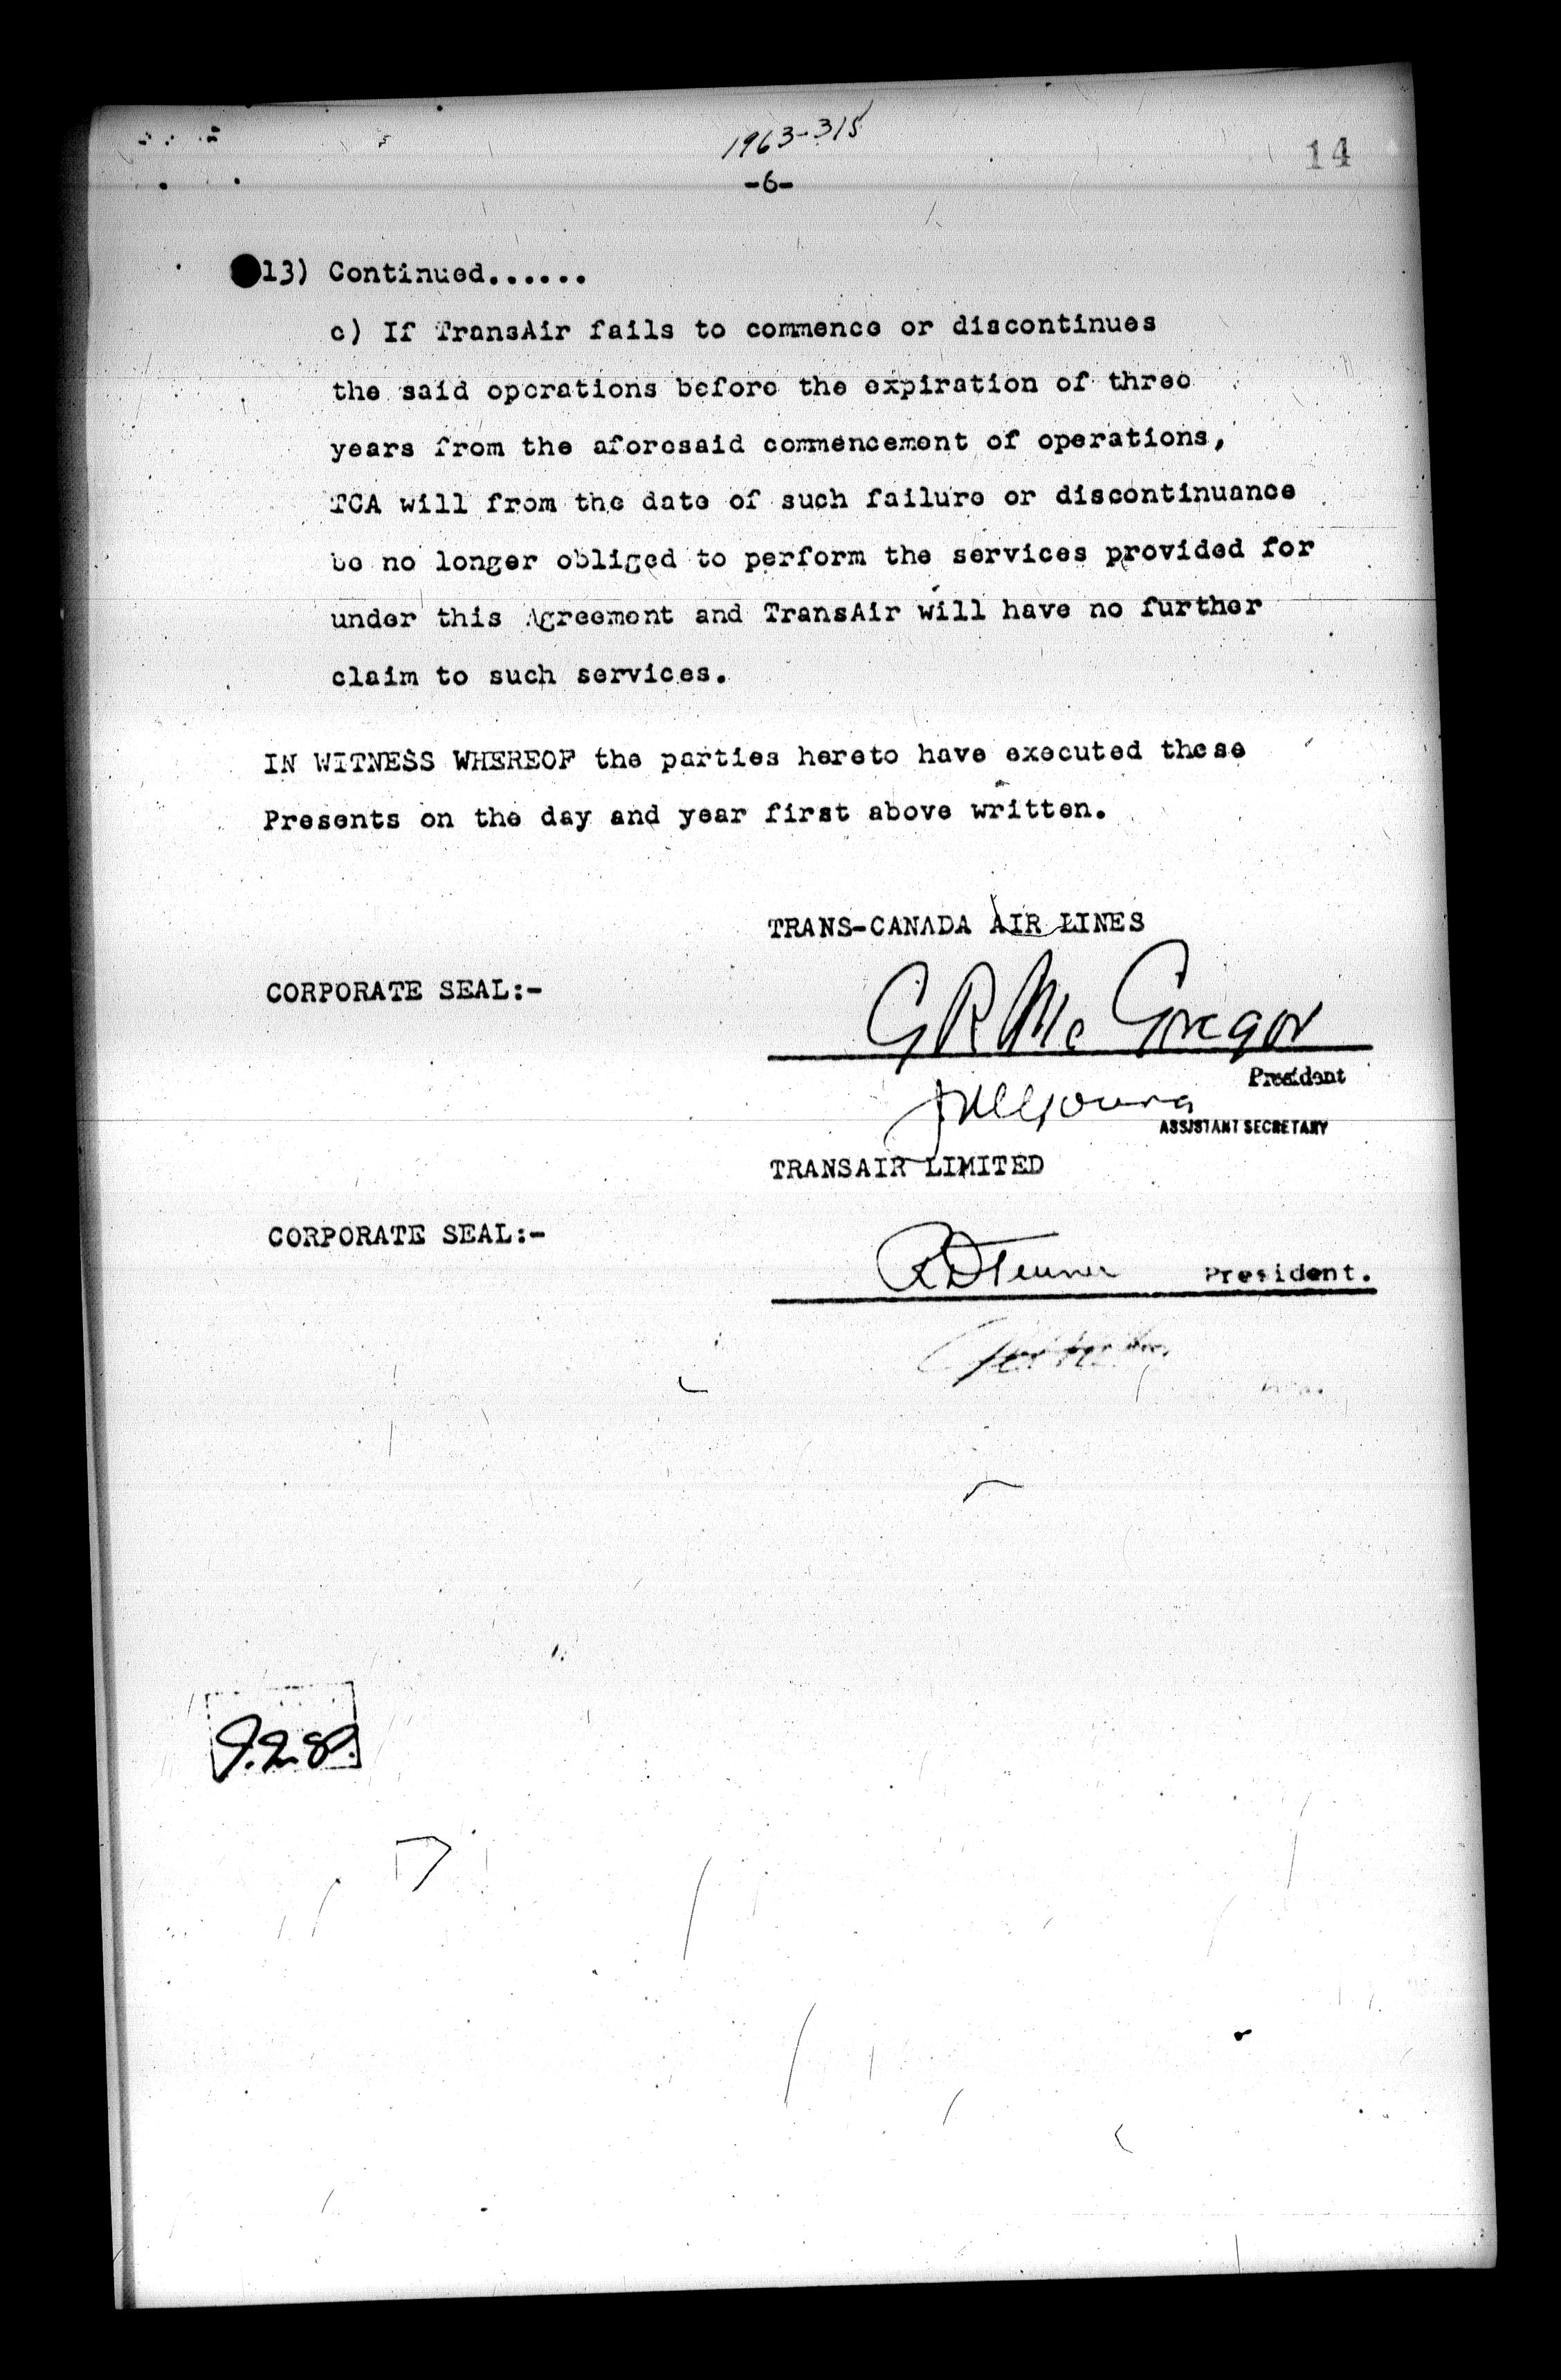 1963-315
14
-6-
13) Continued......
c) If TransAir fails to commence or discontinues
the said operations before the expiration of three
years from the aforesaid commencement of operations,
TCA will from the date of such failure or discontinuance
be no longer obliged to perform the services provided for
under this Agreement and TransAir will have no further
claim to such services.
IN WITNESS WHEREOF the parties hereto have executed these
Presents on the day and year first above written.
TRANS-CANADA AIR LINES
CORPORATE SEAL:-
G R McGregor
President
ASSISTANT SECRETARY
TRANSAIR LIMITED
CORPORATE SEAL:-
President.